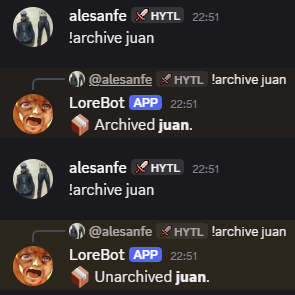 alesanfe HYTL 22:51
!archive juan
@alesanfe HYTL !archive juan
LoreBot APP 22:51
Archived juan.
alesanfe HYTL 22:51
!archive juan
@alesanfe HYTL !archive juan
LoreBot APP 22:51
Unarchived juan.